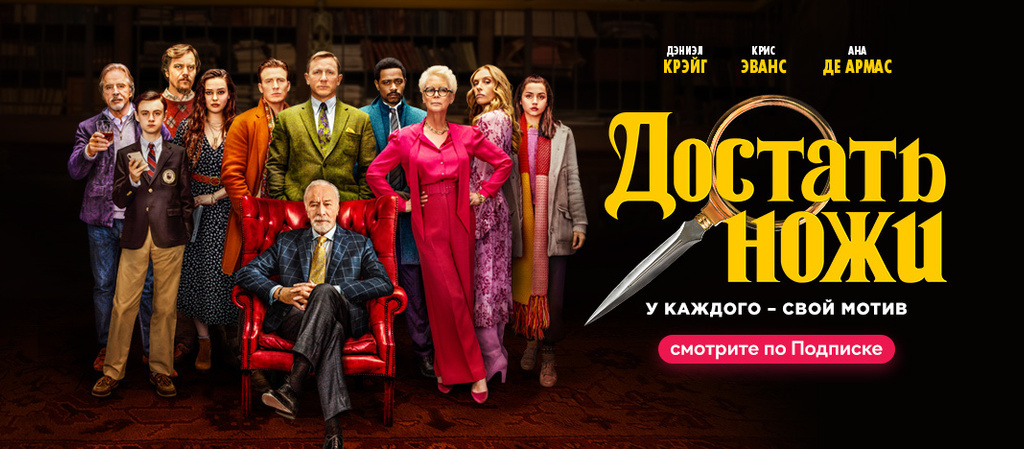 ДЭНИЭЛ
КРЭЙГ
КРИС
ЭВАНС
АНА
ДЕ АРМАС
Достать
ножи
У КАЖДОГО – СВОЙ МОТИВ
смотрите по Подписке